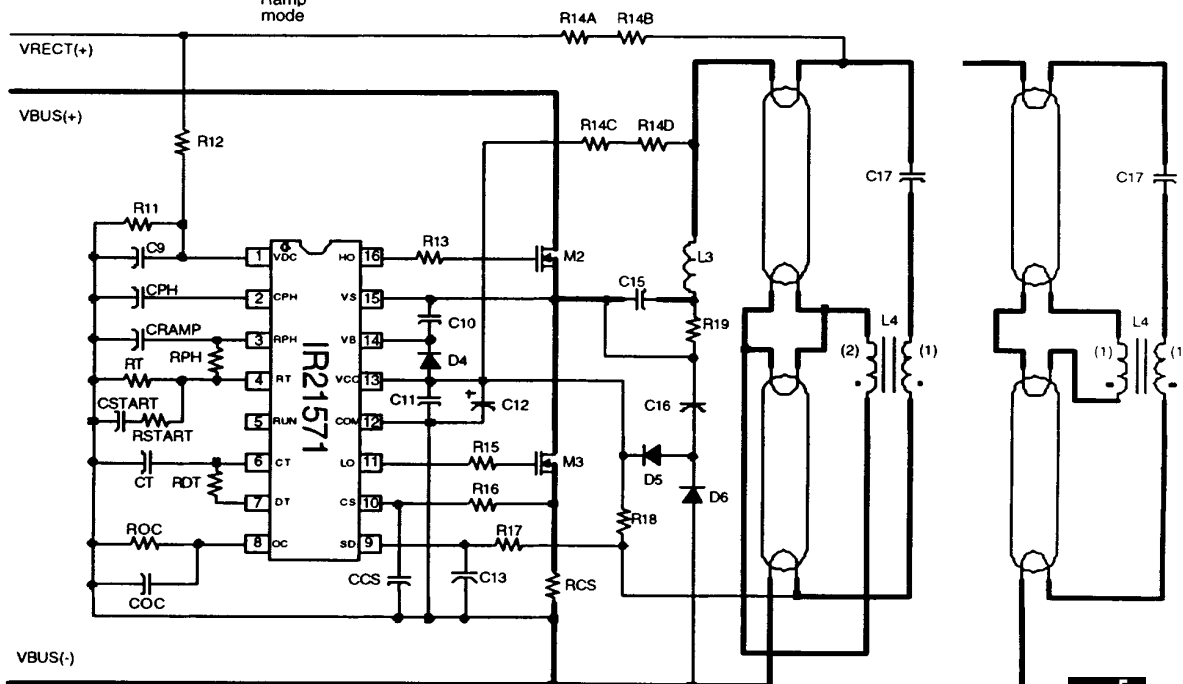 Ramp
mode
R14A R14B
VRECT(+)
VBUS(+)
R12
R14C R14D
C17
C17
R11
C9
1 VDC
HO 16
R13
M2
L3
CPH
2 CPH
VS 15
C10
C15
CRAMP
3 RPH
VB 14
R19
L4
L4
RPH
D4
(2)
(1)
(1)
(1
RT
4 RT
VCC 13
IR21571
C11
C12
C16
CSTART
RSTART
5 RUN
COM 12
CT
RDT
6 CT
LO 11
R15
M3
D5
D6
7 DT
CS 10
R16
R18
ROC
8 OC
SD 9
R17
CCS
C13
RCS
COC
VBUS(-)